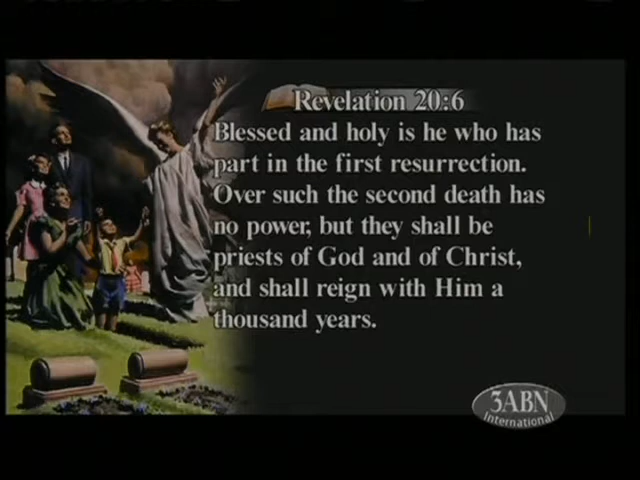 Revelation 20:6
Blessed and holy is he who has
part in the first resurrection.
Over such the second death has
no power, but they shall be
priests of God and of Christ,
and shall reign with Him a
thousand years.
3ABN
International